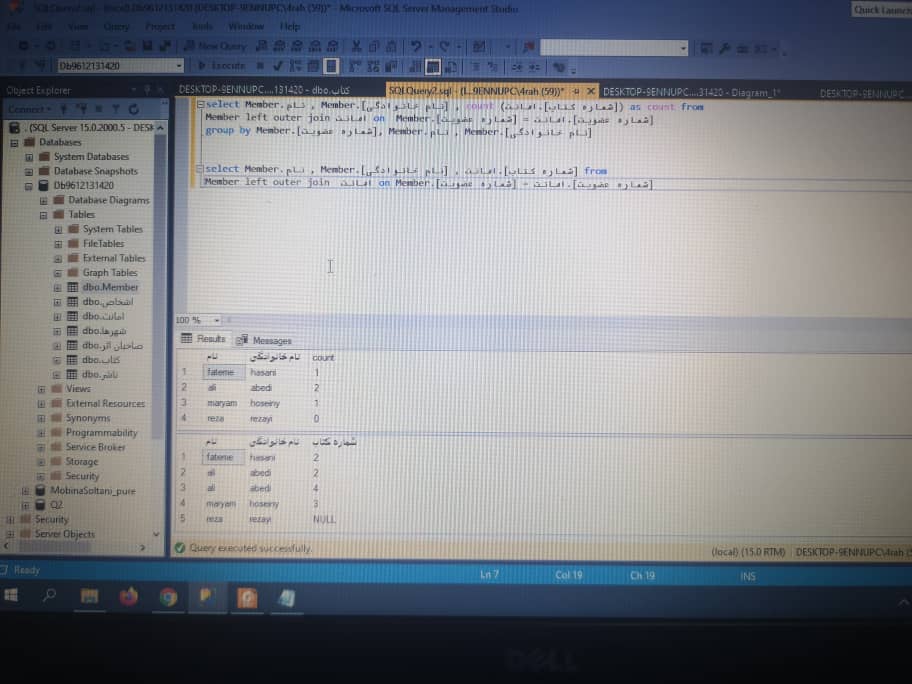 SQLQuery2.sql - (local).Db9612131420 (DESKTOP-9ENNUPC\4rah (59))* - Microsoft SQL Server Management Studio
Quick Launch
File Edit View Query Project Tools Window Help
New Query
Db9612131420
Execute
Object Explorer
DESKTOP-9ENNUPC....131420 - dbo.کتاب
SQLQuery2.sql - (l...9ENNUPC\4rah (59))*
DESKTOP-9ENNUPC....31420 - Diagram_1*
DESKTOP-9ENNUPC...
Connect
. (SQL Server 15.0.2000.5 - DESK
Databases
System Databases
Database Snapshots
Db9612131420
Database Diagrams
Tables
System Tables
FileTables
External Tables
Graph Tables
dbo.Member
dbo.اشخاص
dbo.امانت
dbo.شهرها
dbo.صاحبان اثر
dbo.کتاب
dbo.ناشر
Views
External Resources
Synonyms
Programmability
Service Broker
Storage
Security
MobinaSoltani_pure
Q2
Security
Server Objects
select Member.نام , Member.[نام خانوادگی] , count (امانت.[شماره کتاب]) as count from
Member left outer join امانت on Member.[شماره عضویت] = امانت.[شماره عضویت]
group by Member.[شماره عضویت], Member.نام , Member.[نام خانوادگی]
select Member.نام , Member.[نام خانوادگی] , امانت.[شماره کتاب] from
Member left outer join امانت on Member.[شماره عضویت] = امانت.[شماره عضویت]
100 %
Results Messages
نام نام خانوادگی count
1 fateme hasani 1
2 ali abedi 2
3 maryam hoseiny 1
4 reza rezayi 0
نام نام خانوادگی شماره کتاب
1 fateme hasani 2
2 ali abedi 2
3 ali abedi 4
4 maryam hoseiny 3
5 reza rezayi NULL
Query executed successfully.
(local) (15.0 RTM)
DESKTOP-9ENNUPC\4rah (5
Ready
Ln 7
Col 19
Ch 19
INS
DELL